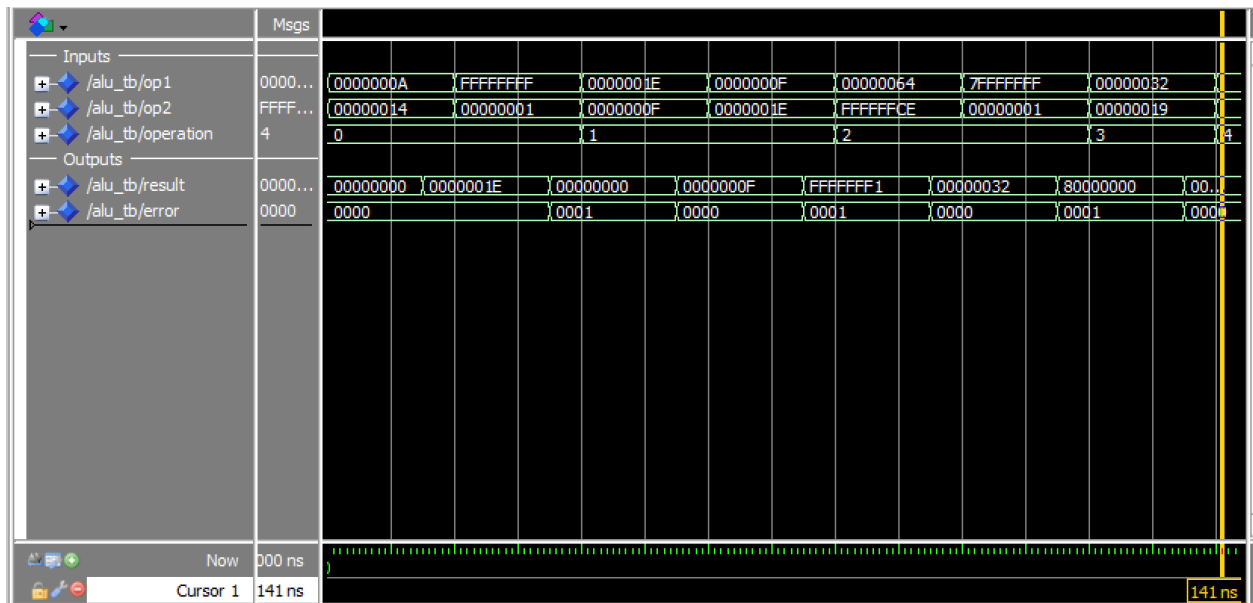 Msgs
Inputs
/alu_tb/op1 0000... 0000000A FFFFFFFF 0000001E 0000000F 00000064 7FFFFFFF 00000032
/alu_tb/op2 FFFF... 00000014 00000001 0000000F 0000001E FFFFFFCE 00000001 00000019
/alu_tb/operation 4 0 1 2 3 4
Outputs
/alu_tb/result 0000... 00000000 0000001E 00000000 0000000F FFFFFFF1 00000032 80000000 00...
/alu_tb/error 0000 0000 0001 0000 0001 0000 0001 0000
Now 000 ns
Cursor 1 141 ns 141 ns